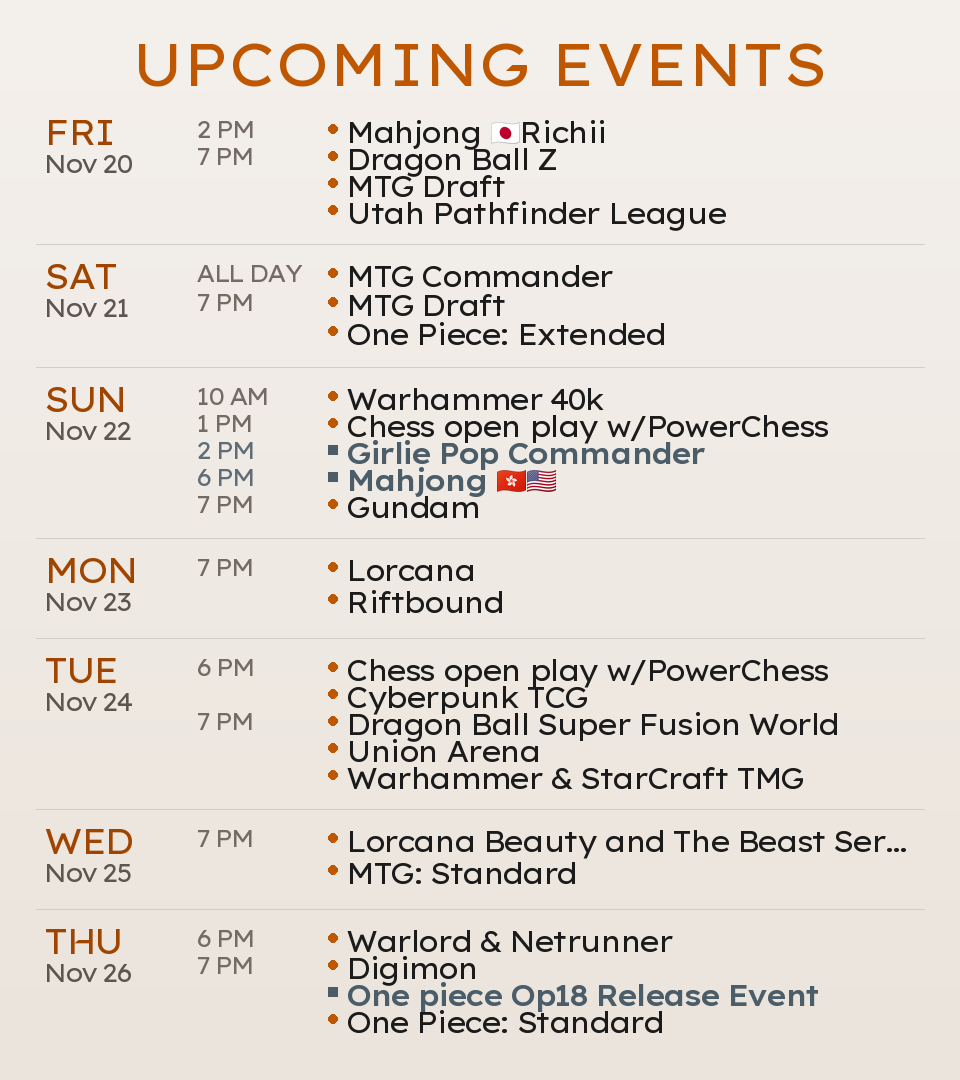 UPCOMING EVENTS
FRI
Nov 20
2 PM Mahjong 🇯🇵Richii
7 PM Dragon Ball Z
MTG Draft
Utah Pathfinder League
SAT
Nov 21
ALL DAY MTG Commander
7 PM MTG Draft
One Piece: Extended
SUN
Nov 22
10 AM Warhammer 40k
1 PM Chess open play w/PowerChess
2 PM Girlie Pop Commander
6 PM Mahjong 🇭🇰🇺🇸
7 PM Gundam
MON
Nov 23
7 PM Lorcana
Riftbound
TUE
Nov 24
6 PM Chess open play w/PowerChess
Cyberpunk TCG
7 PM Dragon Ball Super Fusion World
Union Arena
Warhammer & StarCraft TMG
WED
Nov 25
7 PM Lorcana Beauty and The Beast Ser...
MTG: Standard
THU
Nov 26
6 PM Warlord & Netrunner
7 PM Digimon
One piece Op18 Release Event
One Piece: Standard